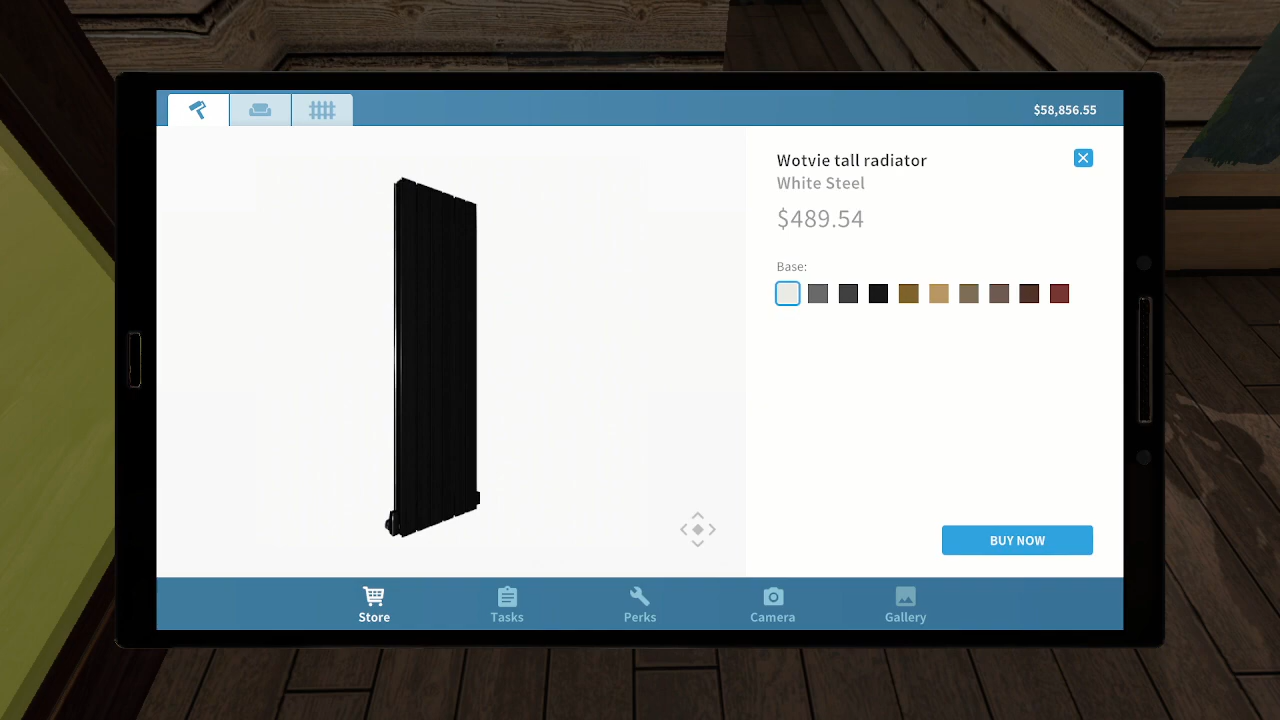 $58,856.55
Wotvie tall radiator
White Steel
$489.54
Base:
BUY NOW
Store
Tasks
Perks
Camera
Gallery